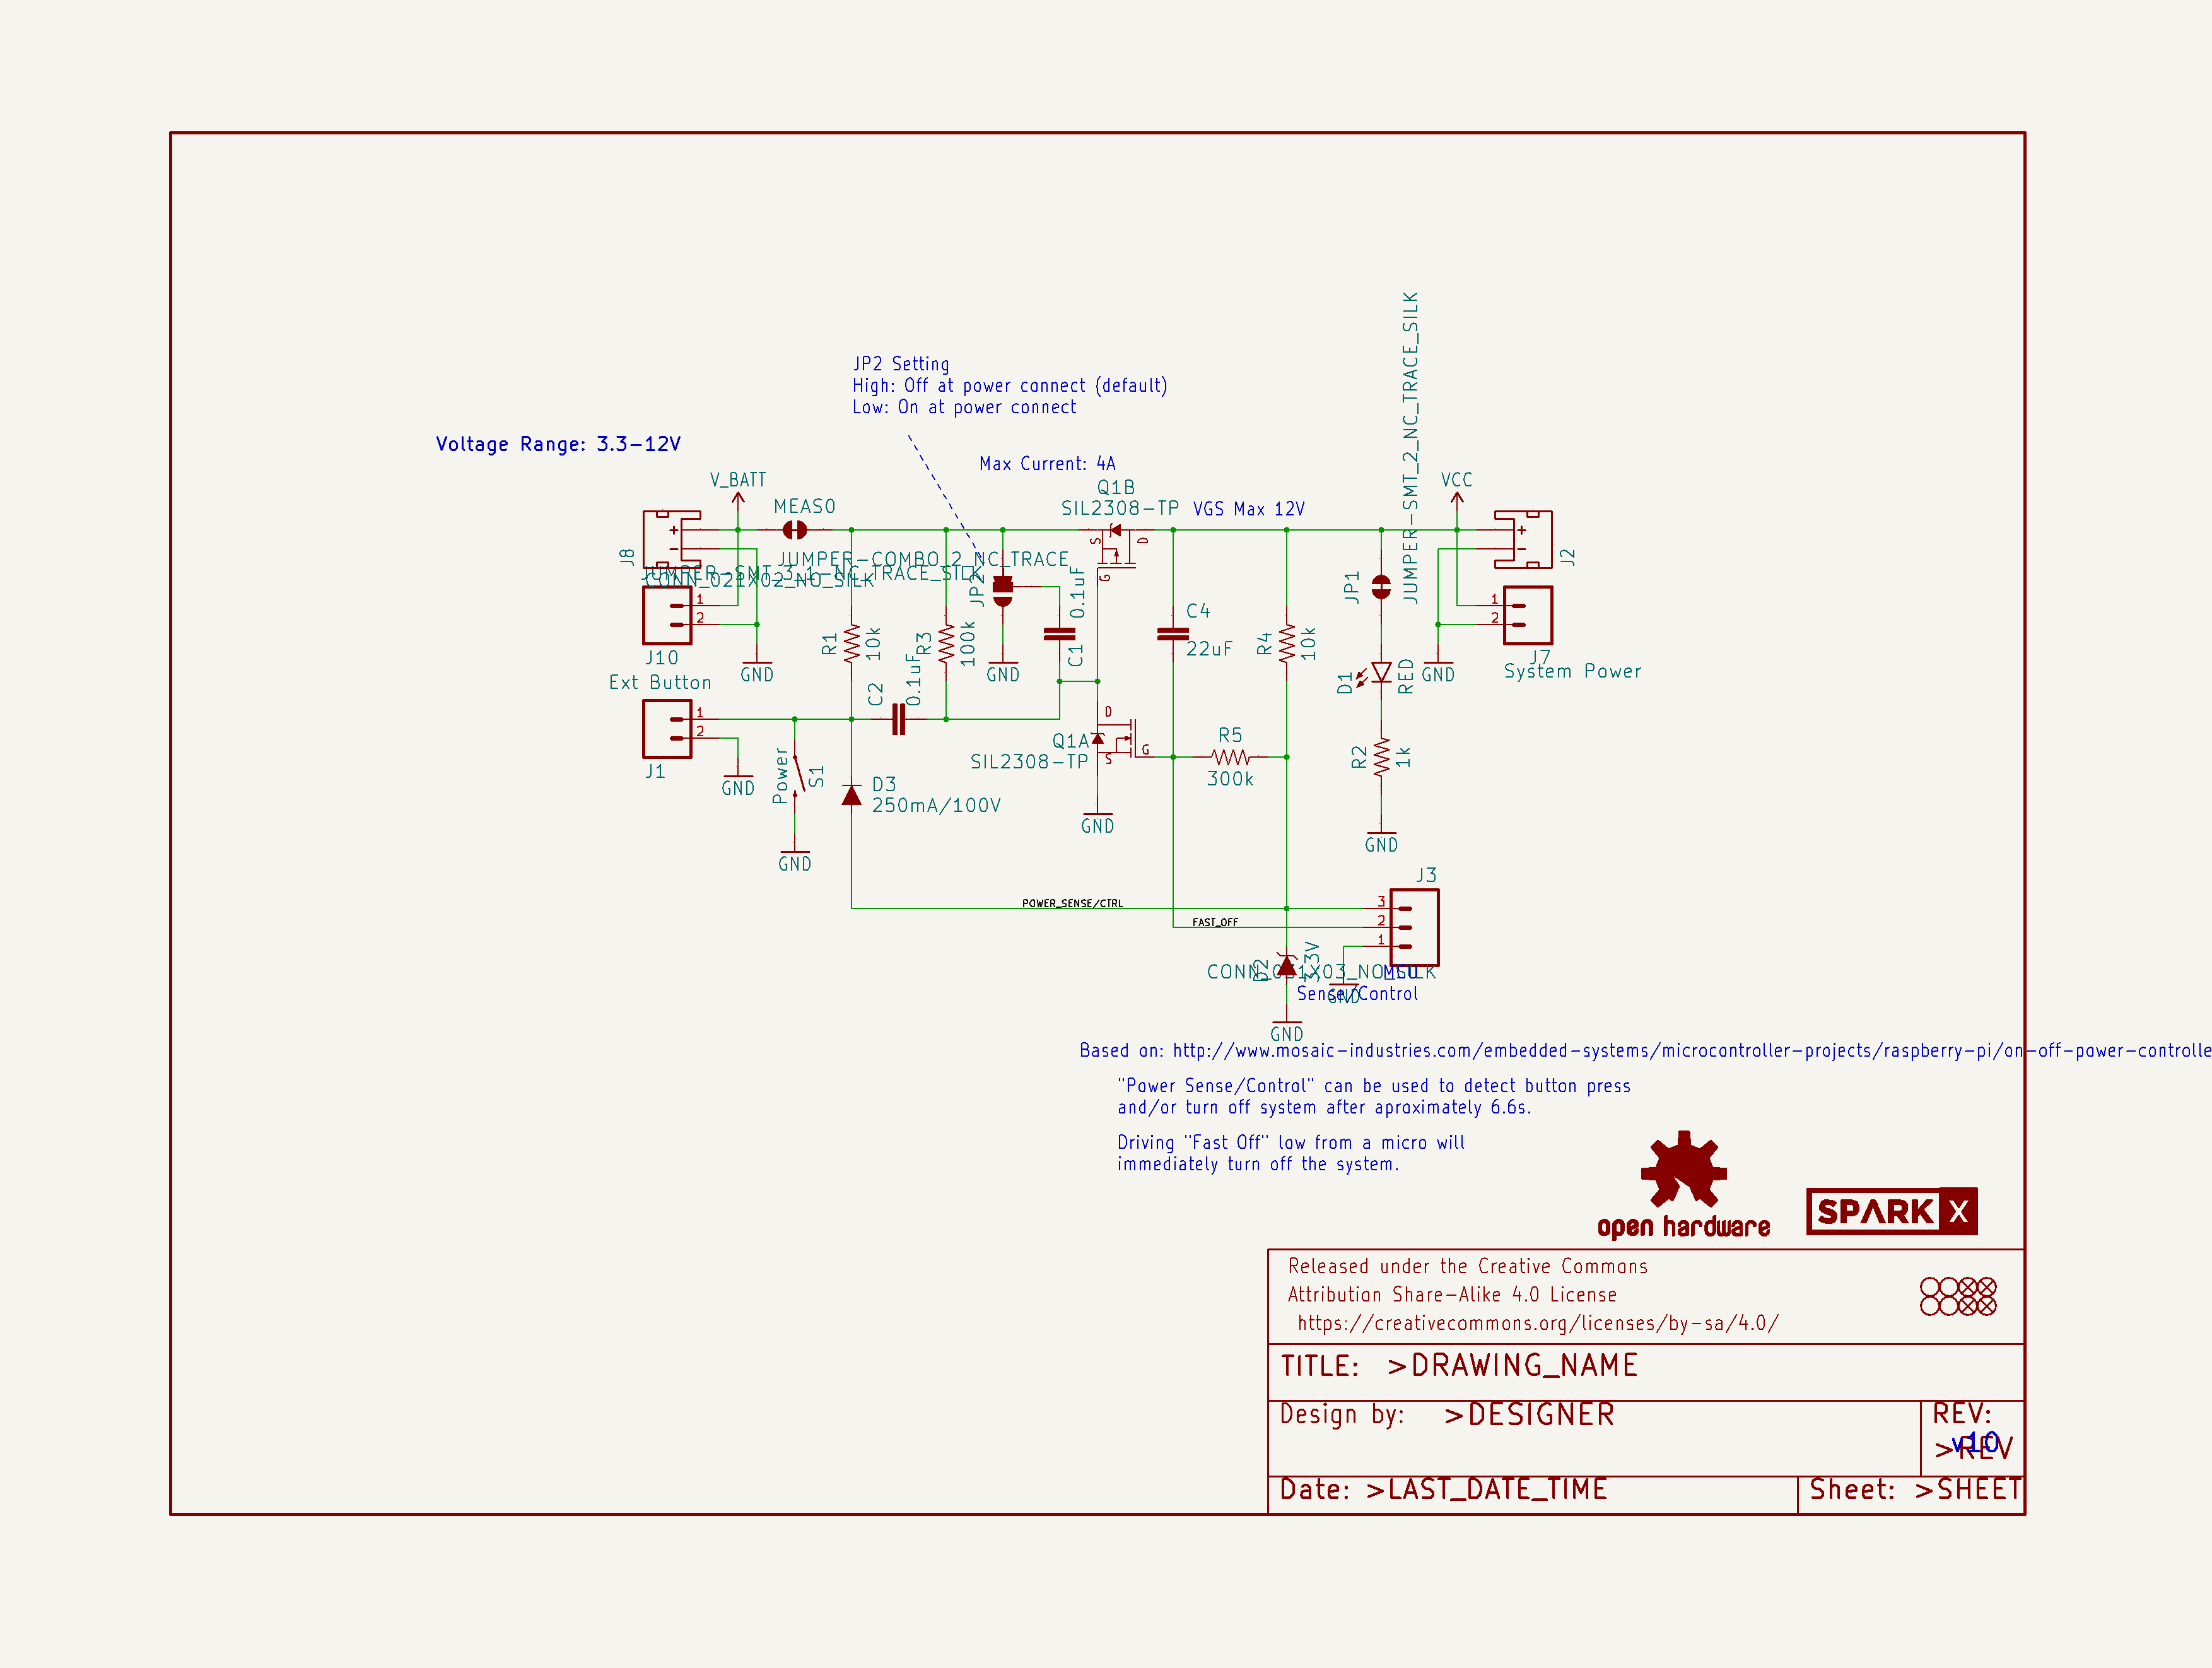 JP2 Setting
High: Off at power connect (default)
Low: On at power connect
Voltage Range: 3.3-12V
Max Current: 4A
V_BATT
MEAS0
Q1B
SIL2308-TP
VGS Max 12V
VCC
JUMPER-SMT_2_NC_TRACE_SILK
J8
+
-
S
D
G
+
-
J2
JUMPER-COMBO_2_NC_TRACE
JUMPER-SMT_3_1-NC_TRACE_SILK
CONN_021X02_NO_SILK
JP2
0.1uF
JP1
1
2
J10
GND
R1
10k
R3
100k
GND
C1
C4
22uF
R4
10k
D1
RED
GND
1
2
J7
System Power
Ext Button
1
2
J1
GND
C2
0.1uF
Power
S1
GND
D3
250mA/100V
Q1A
SIL2308-TP
D
S
G
GND
R5
300k
R2
1k
GND
J3
POWER_SENSE/CTRL
FAST_OFF
3
2
1
D2
3.3V
CONN_031X03_NO_SILK
MCU
Sense/Control
GND
GND
Based on: http://www.mosaic-industries.com/embedded-systems/microcontroller-projects/raspberry-pi/on-off-power-controlle
"Power Sense/Control" can be used to detect button press
and/or turn off system after aproximately 6.6s.
Driving "Fast Off" low from a micro will
immediately turn off the system.
open hardware
SPARK X
Released under the Creative Commons
Attribution Share-Alike 4.0 License
https://creativecommons.org/licenses/by-sa/4.0/
TITLE: >DRAWING_NAME
Design by: >DESIGNER
REV:
>REV
v10
Date: >LAST_DATE_TIME
Sheet: >SHEET